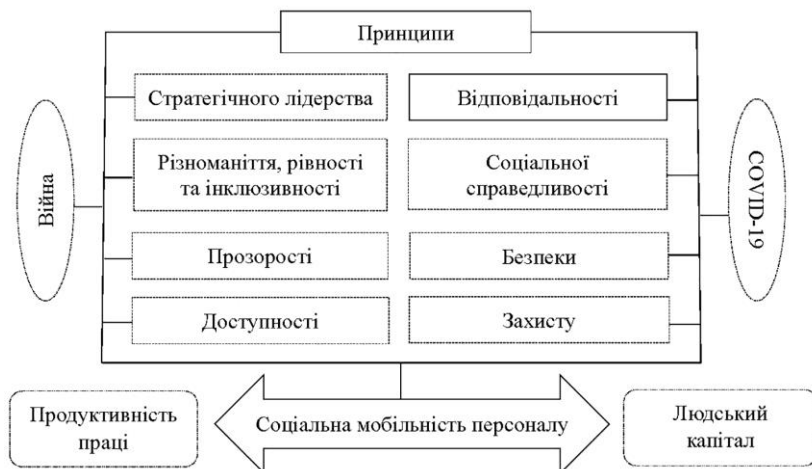 Принципи
Стратегічного лідерства
Відповідальності
Війна
Різноманіття, рівності
та інклюзивності
Соціальної
справедливості
COVID-19
Прозорості
Безпеки
Доступності
Захисту
Продуктивність
праці
Соціальна мобільність персоналу
Людський
капітал